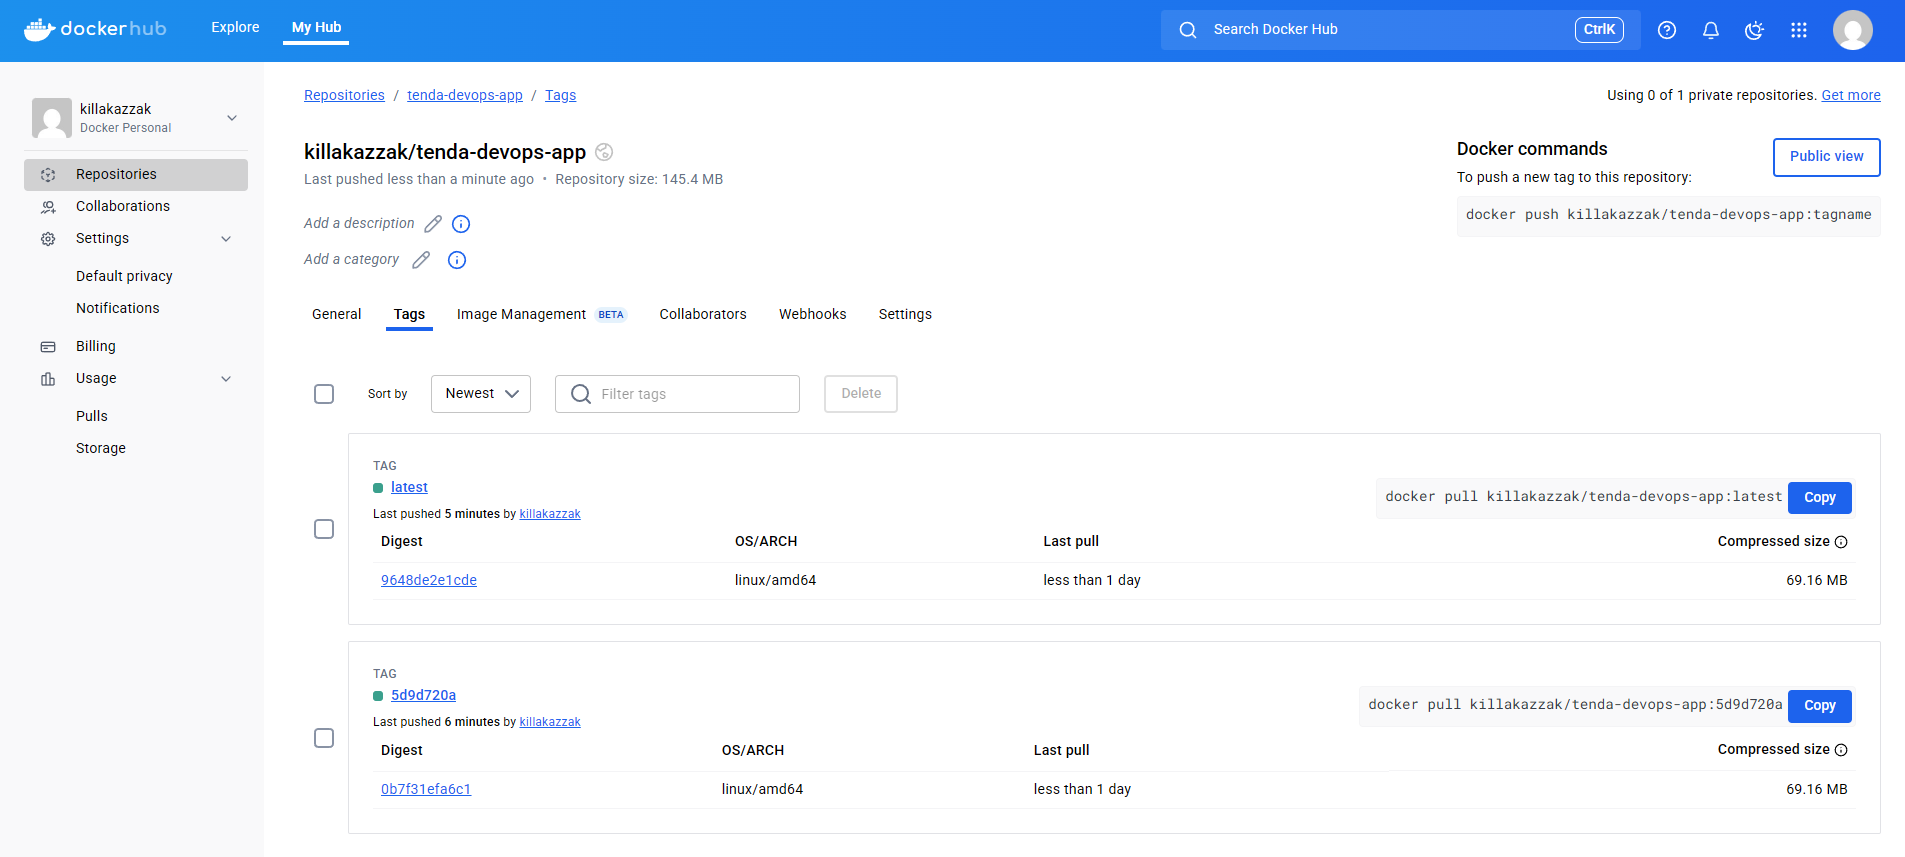 dockerhub
Explore
My Hub
Search Docker Hub
CtrlK
killakazzak
Docker Personal
Repositories
Collaborations
Settings
Default privacy
Notifications
Billing
Usage
Pulls
Storage
Repositories / tenda-devops-app / Tags
Using 0 of 1 private repositories. Get more
killakazzak/tenda-devops-app
Last pushed less than a minute ago • Repository size: 145.4 MB
Add a description
Add a category
Docker commands
Public view
To push a new tag to this repository:
docker push killakazzak/tenda-devops-app:tagname
General Tags Image Management BETA Collaborators Webhooks Settings
Sort by Newest Filter tags Delete
TAG
latest
Last pushed 5 minutes by killakazzak
docker pull killakazzak/tenda-devops-app:latest Copy
Digest OS/ARCH Last pull Compressed size
9648de2e1cde linux/amd64 less than 1 day 69.16 MB
TAG
5d9d720a
Last pushed 6 minutes by killakazzak
docker pull killakazzak/tenda-devops-app:5d9d720a Copy
Digest OS/ARCH Last pull Compressed size
0b7f31efa6c1 linux/amd64 less than 1 day 69.16 MB